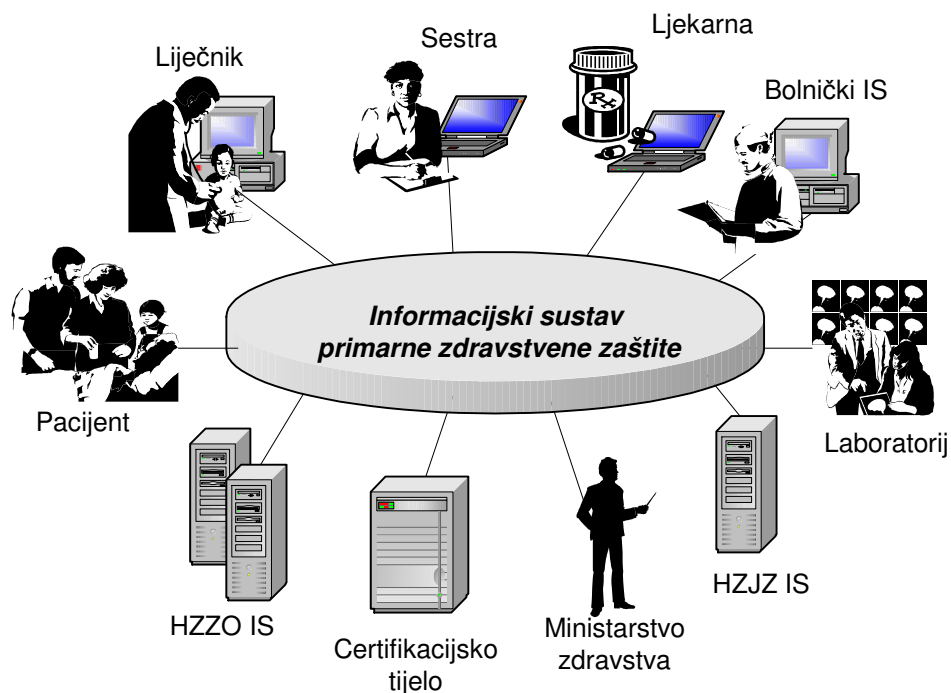 Liječnik
Sestra
Ljekarna
Bolnički IS
Informacijski sustav
primarne zdravstvene zaštite
Pacijent
Laboratorij
HZZO IS
Certifikacijsko
tijelo
Ministarstvo
zdravstva
HZJZ IS